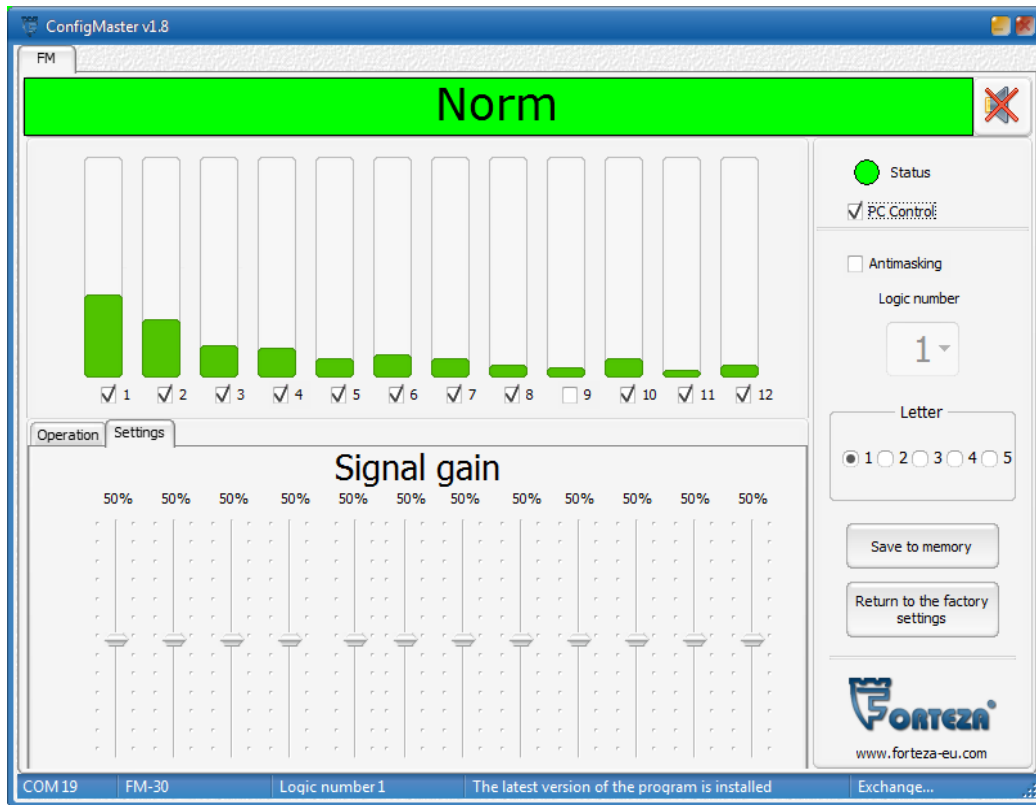 ConfigMaster v1.8
FM
Norm
Status
PC Control
Antimasking
Logic number
1
1 2 3 4 5 6 7 8 9 10 11 12
Letter
1 2 3 4 5
Operation Settings
Signal gain
50% 50% 50% 50% 50% 50% 50% 50% 50% 50% 50% 50%
Save to memory
Return to the factory
settings
FORTEZA®
www.forteza-eu.com
COM 19 FM-30 Logic number 1 The latest version of the program is installed Exchange...